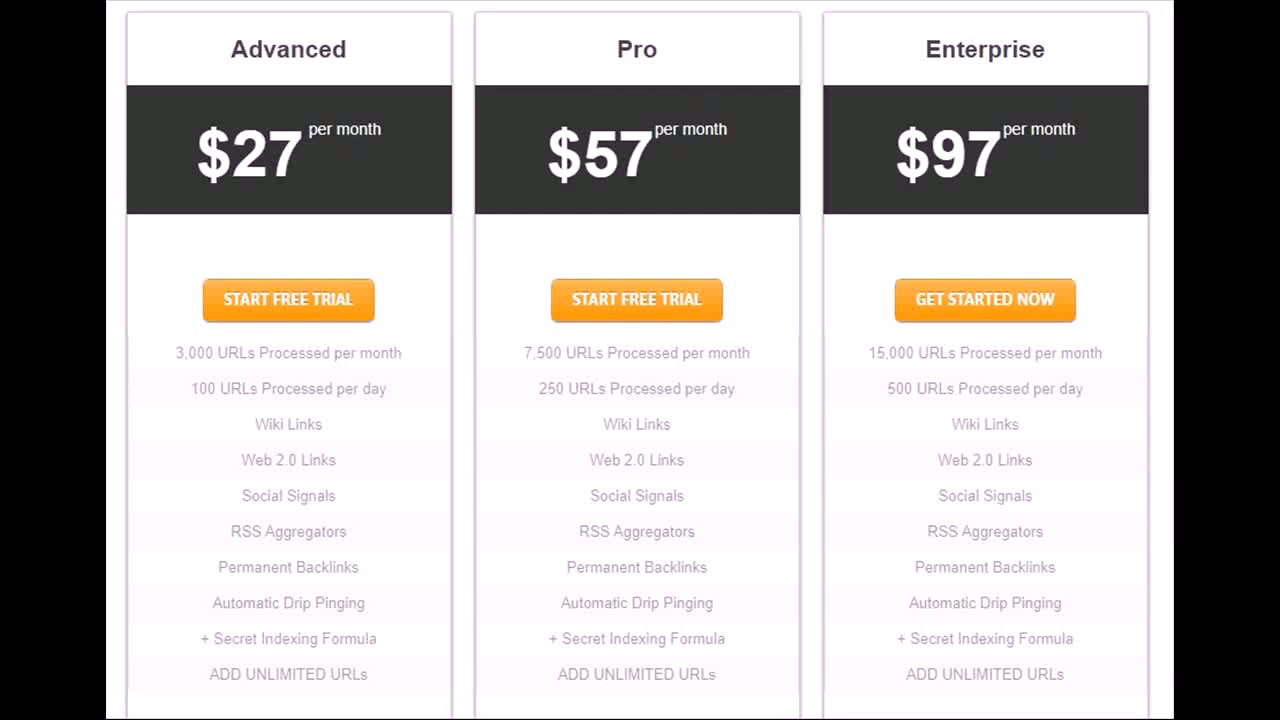 Advanced
$27 per month
START FREE TRIAL
3,000 URLs Processed per month
100 URLs Processed per day
Wiki Links
Web 2.0 Links
Social Signals
RSS Aggregators
Permanent Backlinks
Automatic Drip Pinging
+ Secret Indexing Formula
ADD UNLIMITED URLs
Pro
$57 per month
START FREE TRIAL
7,500 URLs Processed per month
250 URLs Processed per day
Wiki Links
Web 2.0 Links
Social Signals
RSS Aggregators
Permanent Backlinks
Automatic Drip Pinging
+ Secret Indexing Formula
ADD UNLIMITED URLs
Enterprise
$97 per month
GET STARTED NOW
15,000 URLs Processed per month
500 URLs Processed per day
Wiki Links
Web 2.0 Links
Social Signals
RSS Aggregators
Permanent Backlinks
Automatic Drip Pinging
+ Secret Indexing Formula
ADD UNLIMITED URLs